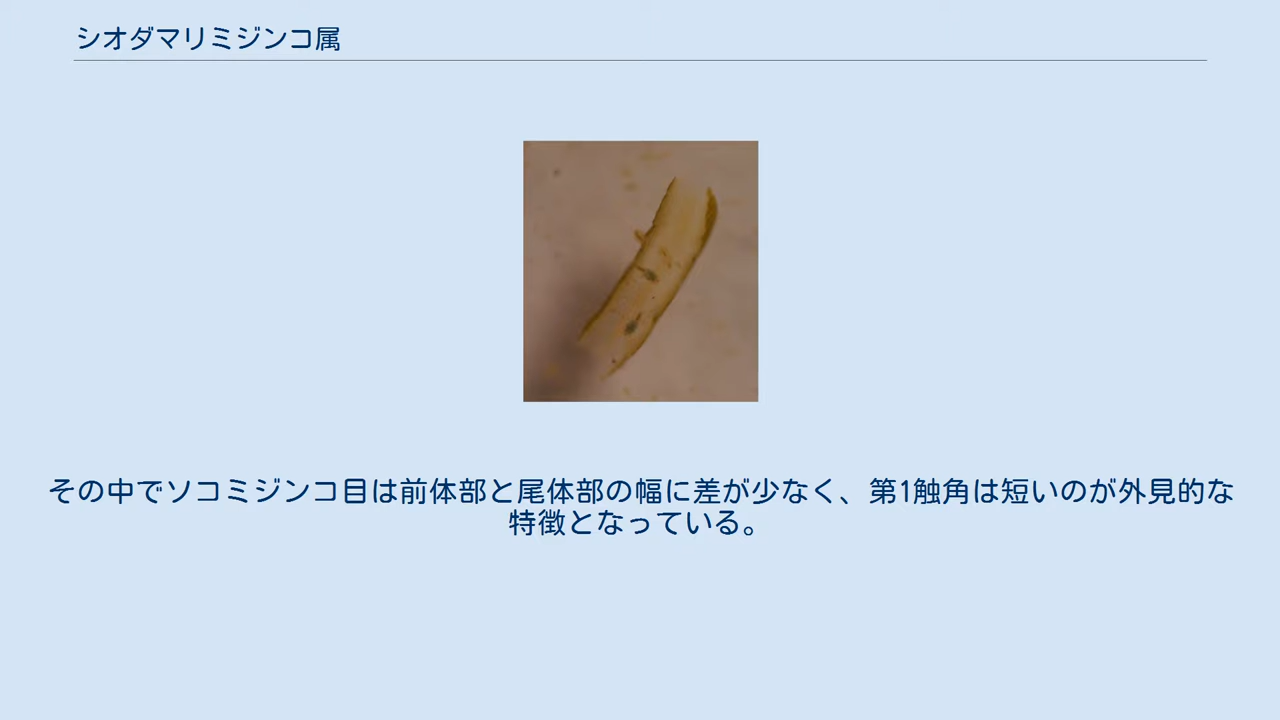 シオダマリミジンコ属
その中でソコミジンコ目は前体部と尾体部の幅に差が少なく、第1触角は短いのが外見的な
特徴となっている。